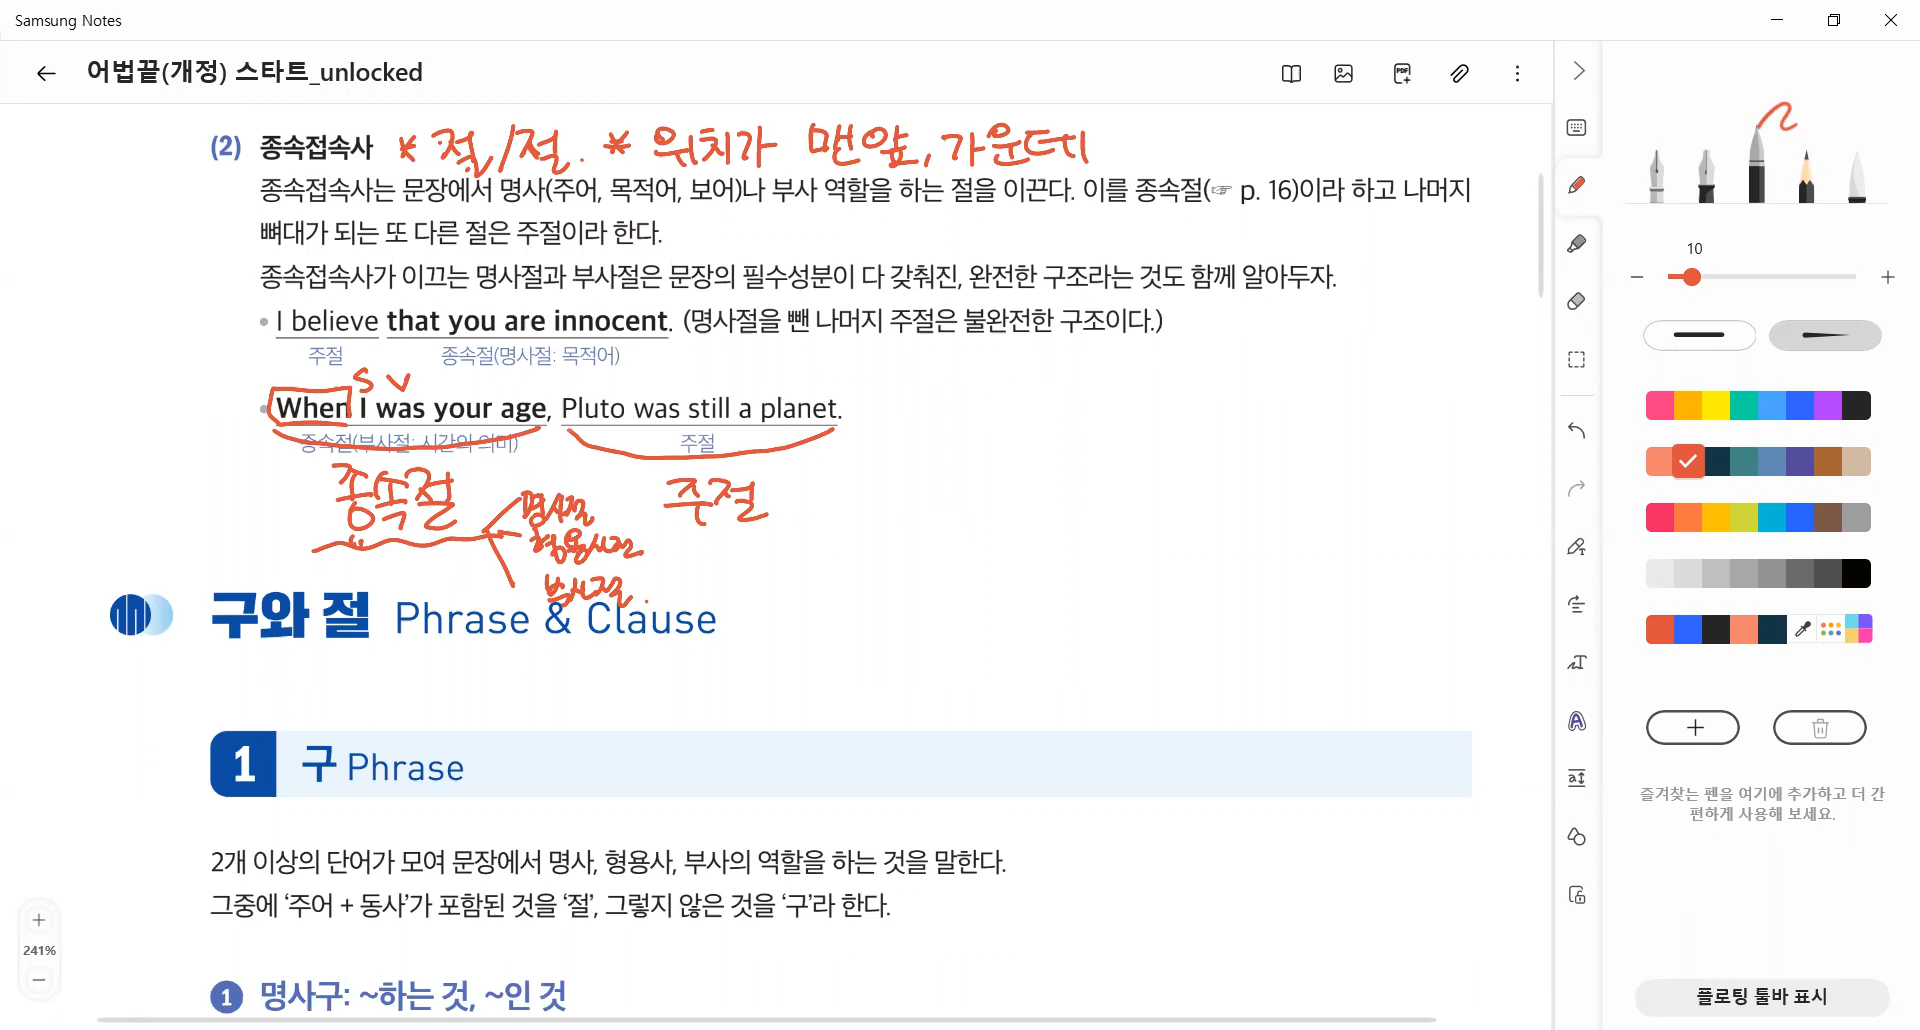 Samsung Notes
어법끝(개정) 스타트_unlocked
(2) 종속접속사 * 절/절. * 위치가 맨앞, 가운데
종속접속사는 문장에서 명사(주어, 목적어, 보어)나 부사 역할을 하는 절을 이끈다. 이를 종속절(☞ p. 16)이라 하고 나머지
뼈대가 되는 또 다른 절은 주절이라 한다.
종속접속사가 이끄는 명사절과 부사절은 문장의 필수성분이 다 갖춰진, 완전한 구조라는 것도 함께 알아두자.
• I believe that you are innocent. (명사절을 뺀 나머지 주절은 불완전한 구조이다.)
주절 종속절(명사절: 목적어)
S V
• When I was your age, Pluto was still a planet.
종속절(부사절: 시간의 의미) 주절
종속절 주절
명사절
형용사절
부사절.
구와 절 Phrase & Clause
1 구 Phrase
2개 이상의 단어가 모여 문장에서 명사, 형용사, 부사의 역할을 하는 것을 말한다.
그중에 ‘주어 + 동사’가 포함된 것을 ‘절’, 그렇지 않은 것을 ‘구’라 한다.
1 명사구: ~하는 것, ~인 것
241%
10
즐겨찾는 펜을 여기에 추가하고 더 간
편하게 사용해 보세요.
플로팅 툴바 표시